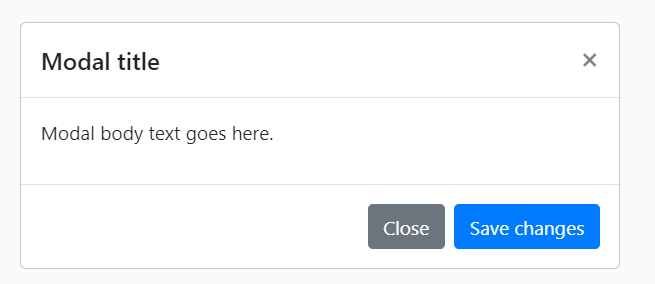 Modal title
×
Modal body text goes here.
Close
Save changes